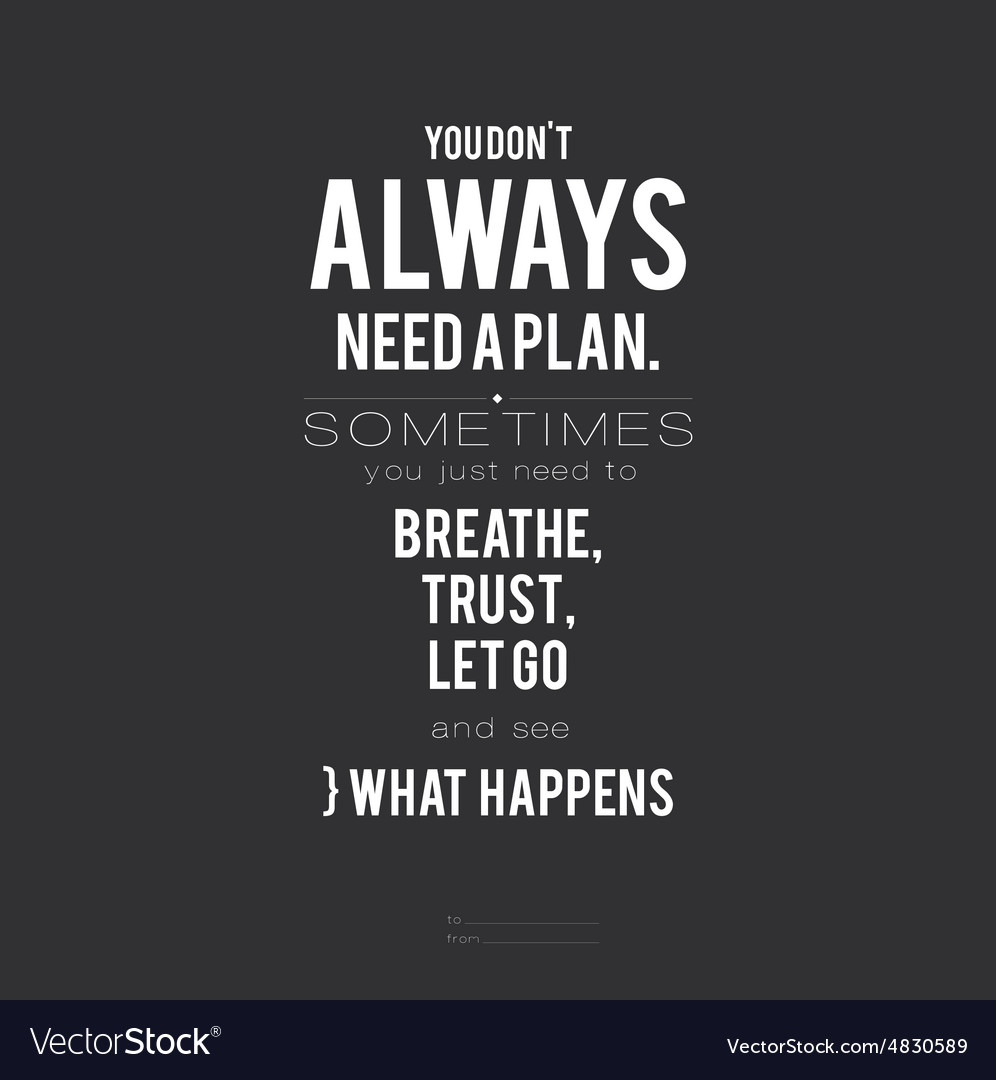 YOU DON'T
ALWAYS
NEED A PLAN.
SOMETIMES
you just need to
BREATHE,
TRUST,
LET GO
and see
} WHAT HAPPENS
to
from
VectorStock®
VectorStock.com/4830589